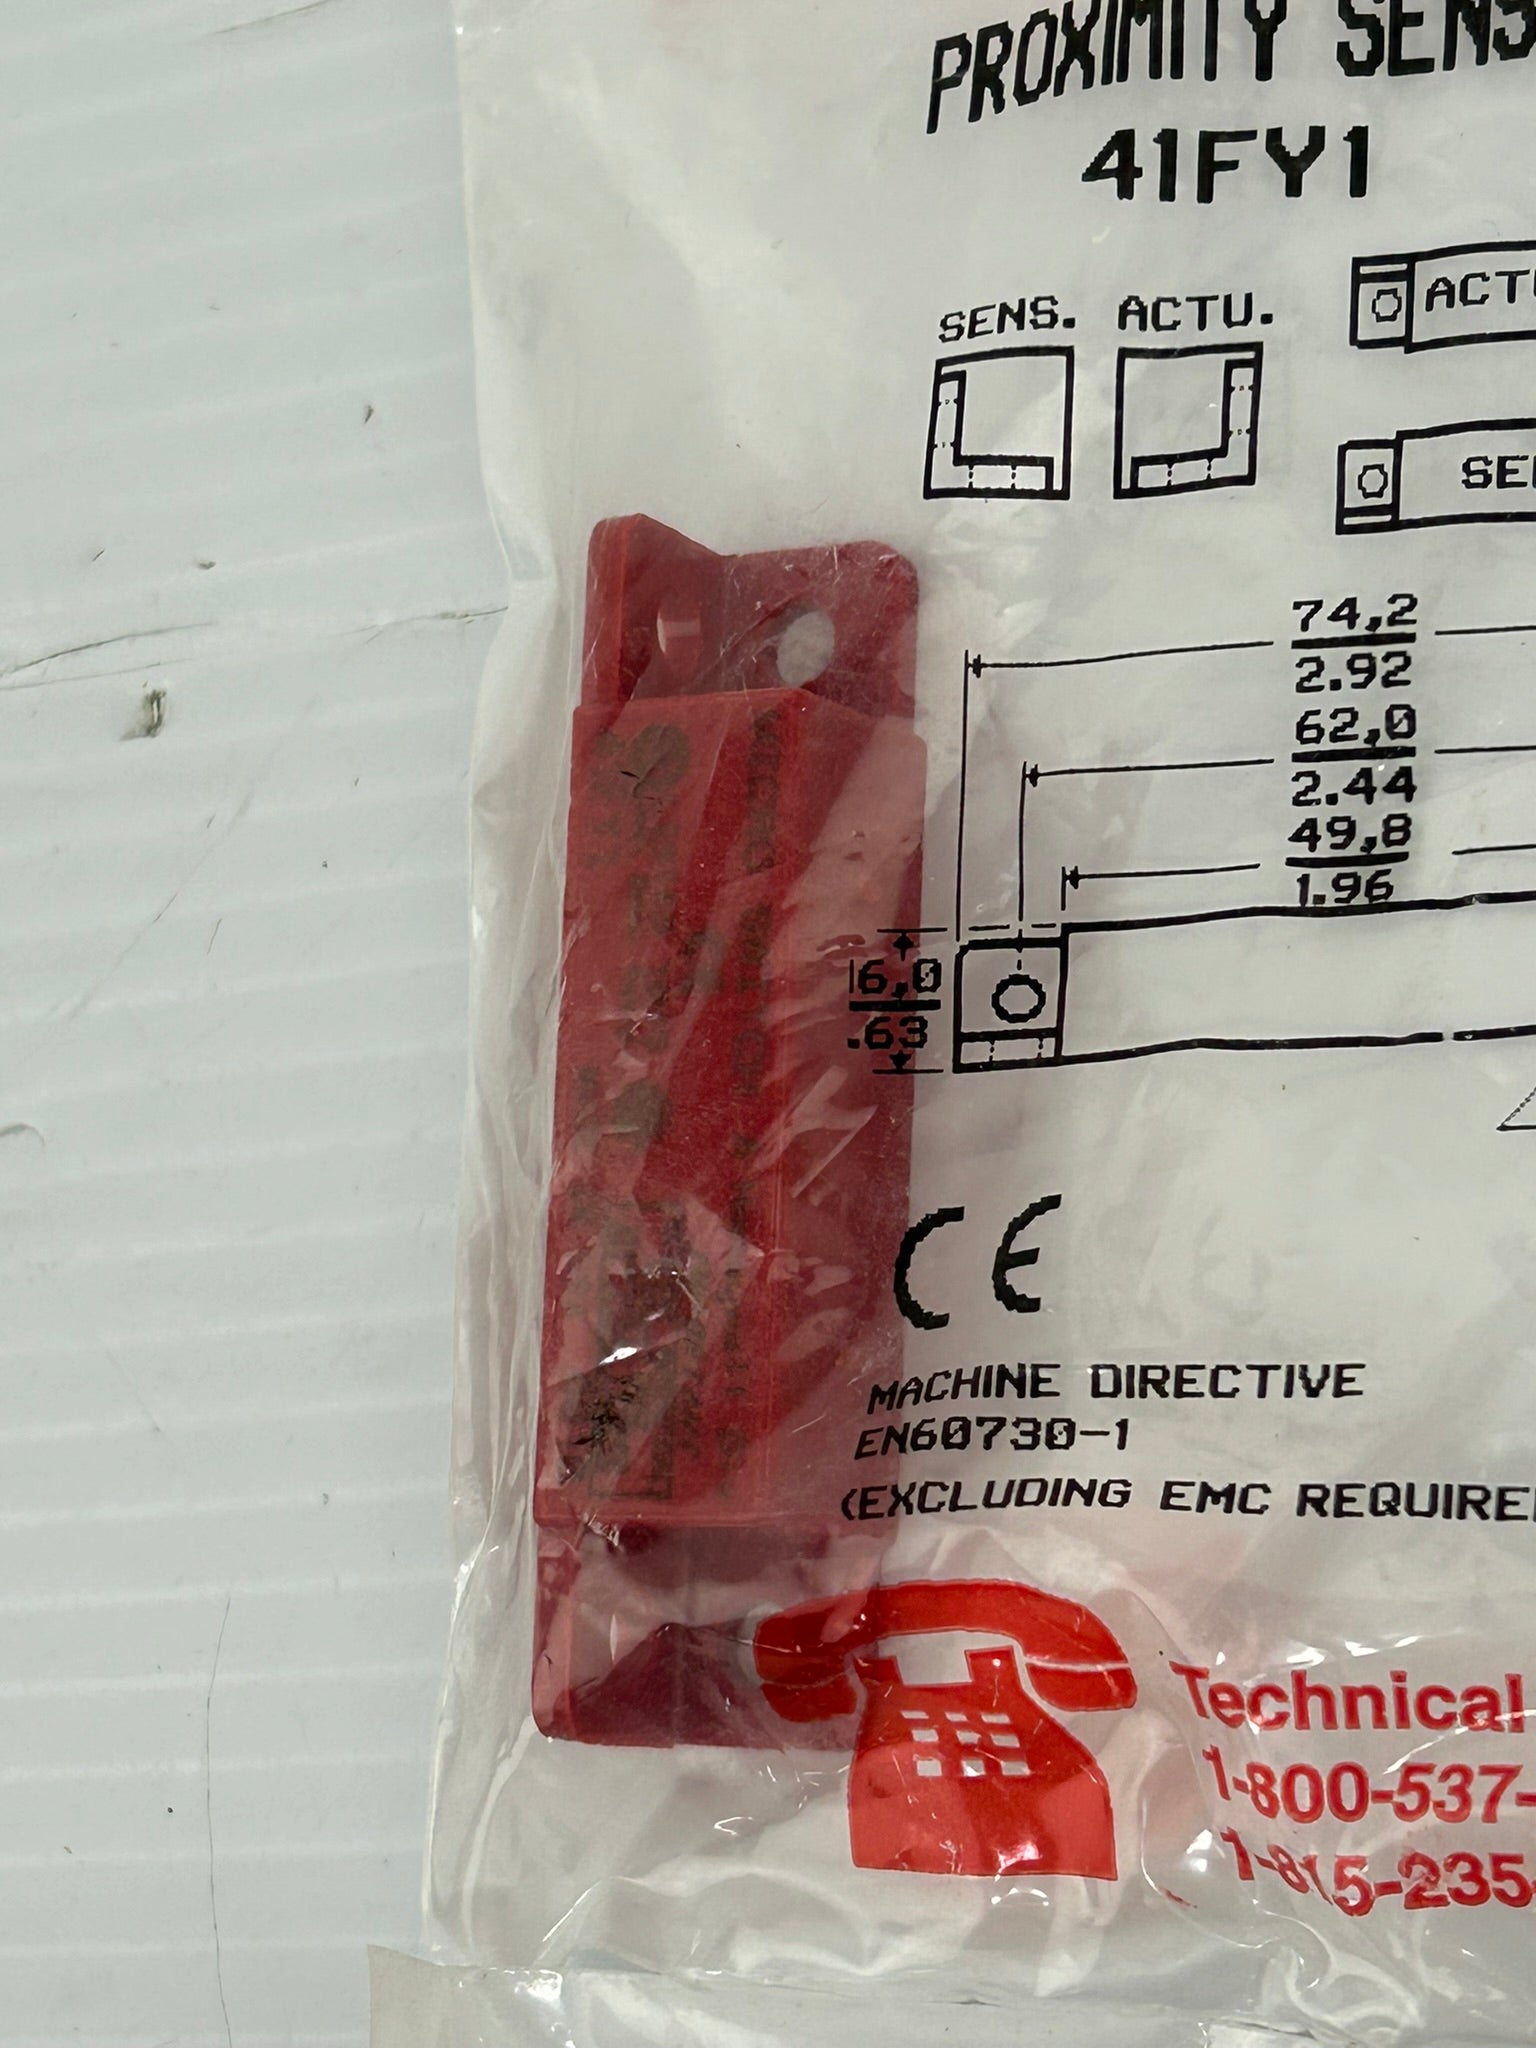 PROXIMITY SENS
41FY1
SENS. ACTU.
ACTU
SEN
74,2
2.92
62,0
2.44
49,8
1.96
16,0
.63
CE
MACHINE DIRECTIVE
EN60730-1
(EXCLUDING EMC REQUIRE
Technical
1-800-537-
1-815-235-